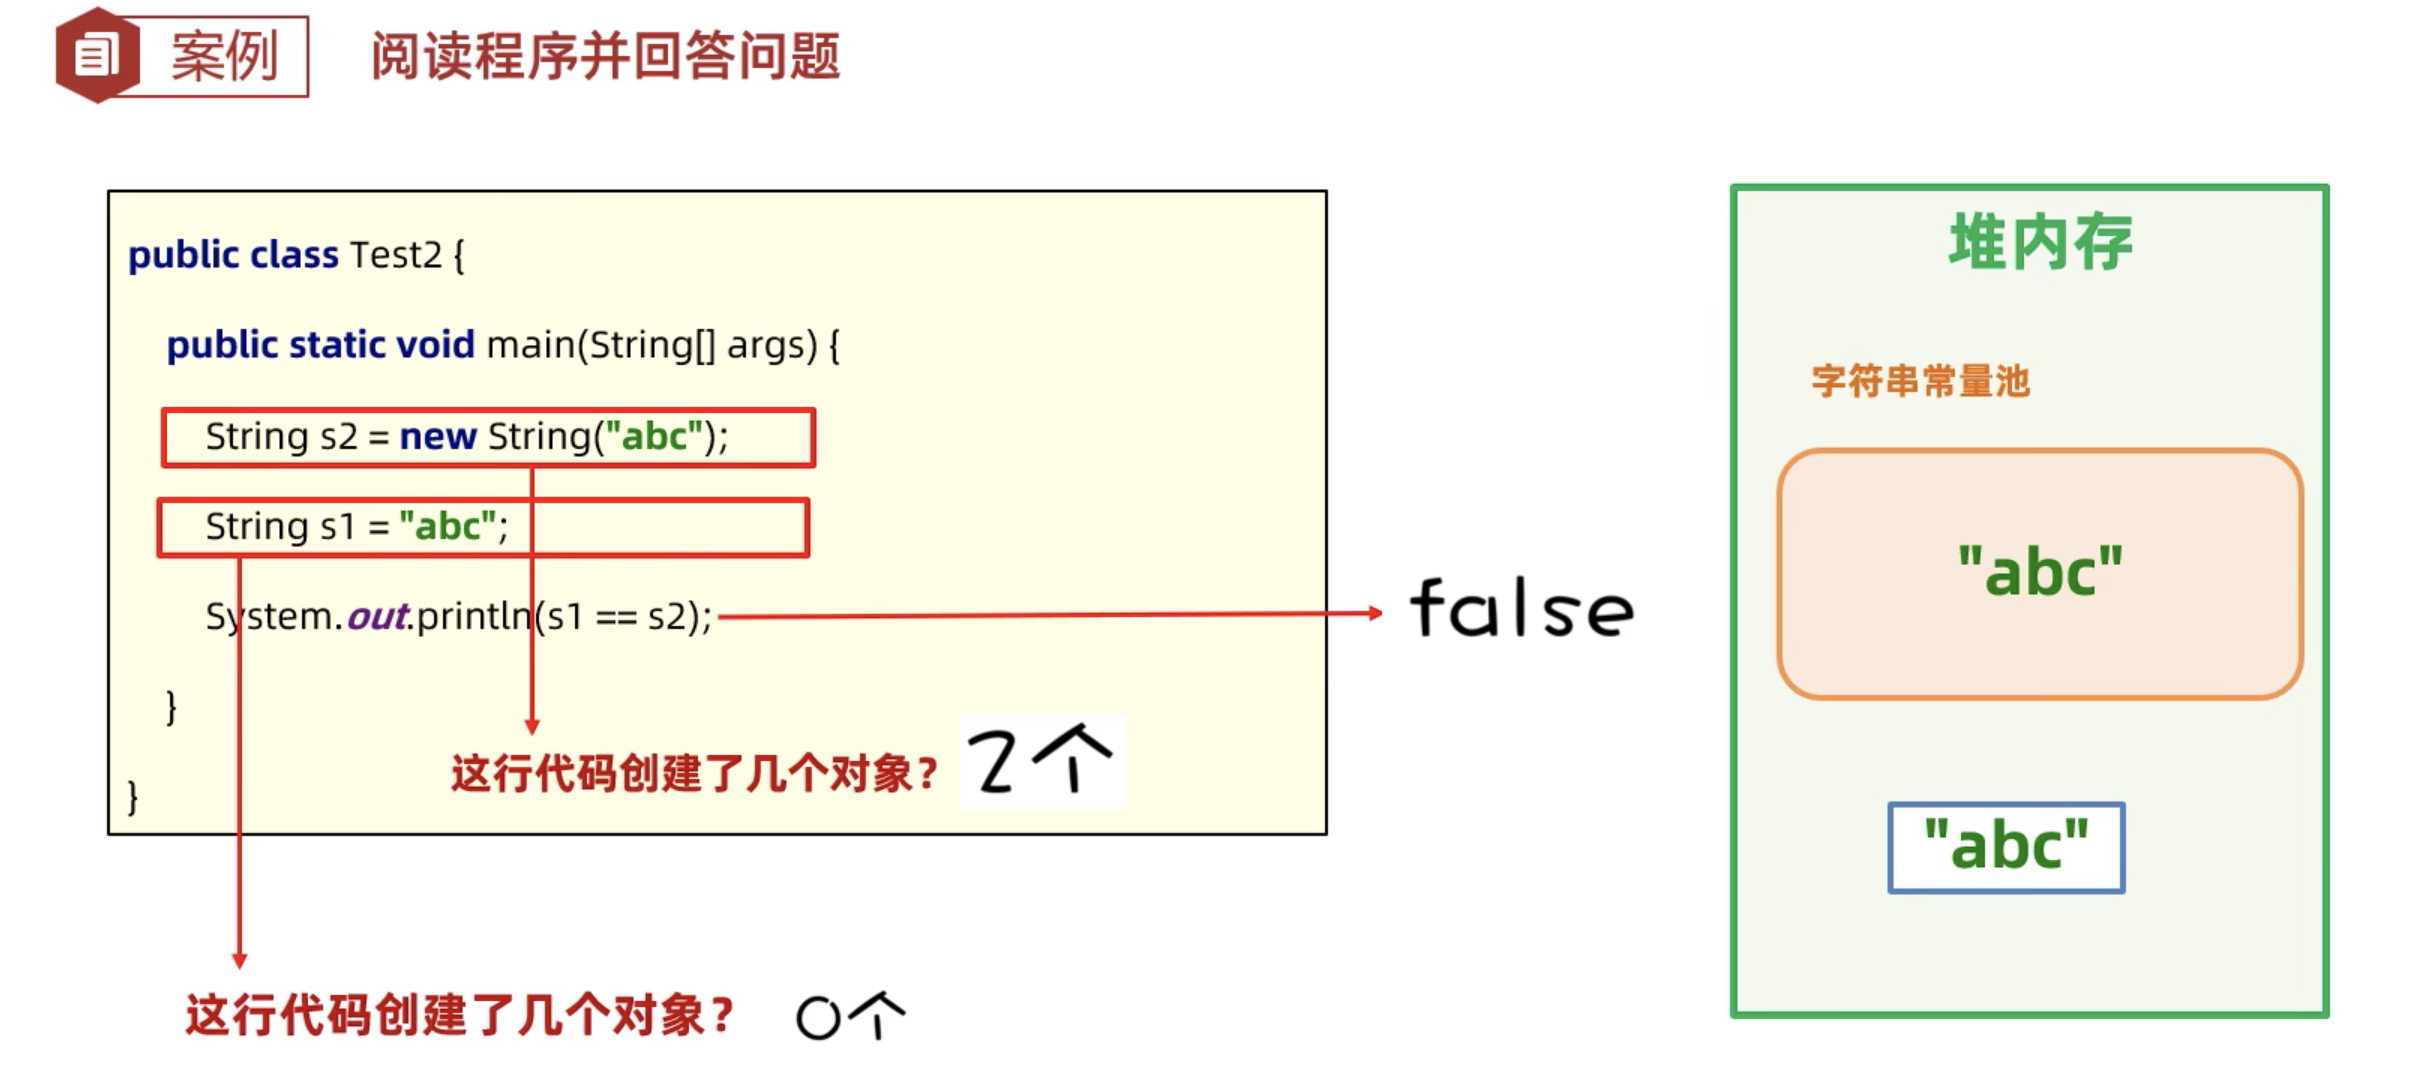 案例
阅读程序并回答问题
public class Test2 {
public static void main(String[] args) {
String s2 = new String("abc");
String s1 = "abc";
System.out.println(s1 == s2);
}
}
这行代码创建了几个对象？ 2个
这行代码创建了几个对象？ 0个
false
堆内存
字符串常量池
"abc"
"abc"